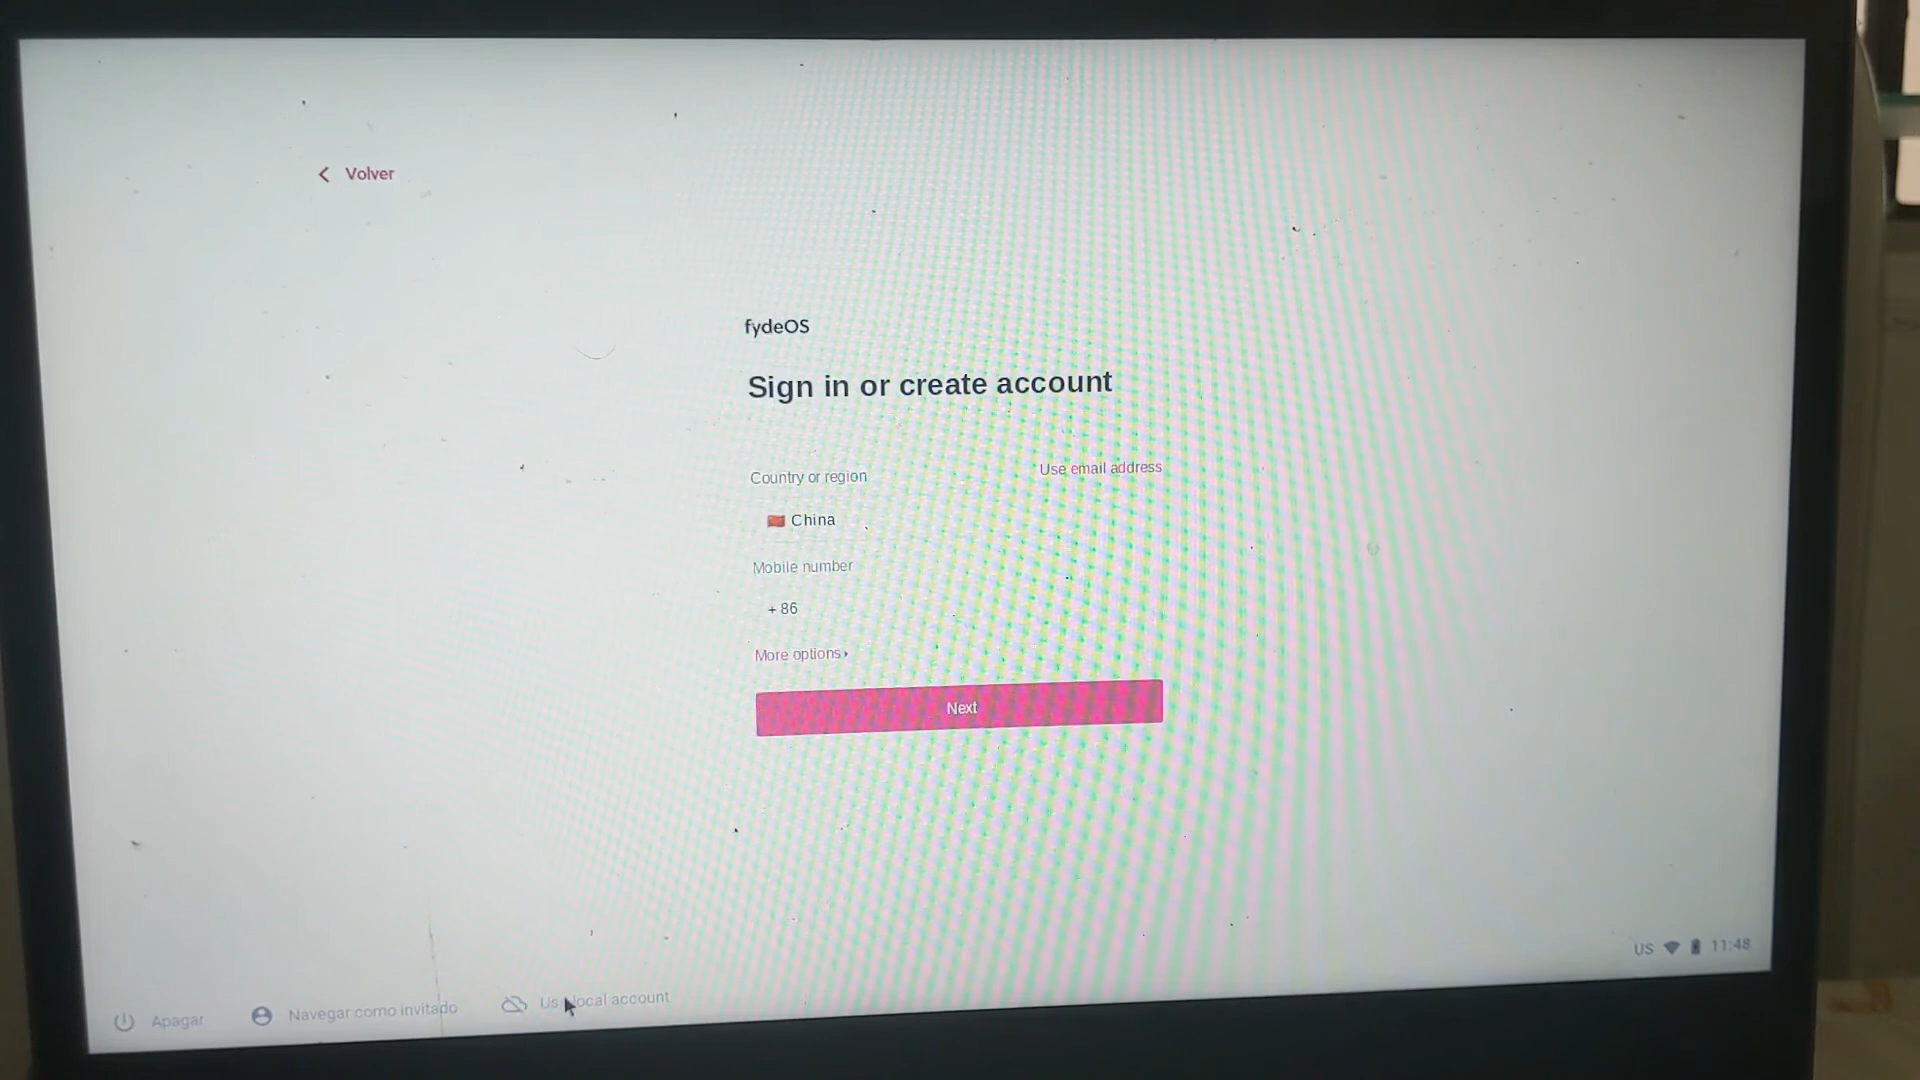 Volver
fydeOS
Sign in or create account
Country or region
Use email address
China
Mobile number
+ 86
More options
Next
US 11:48
Apagar
Navegar como invitado
local account